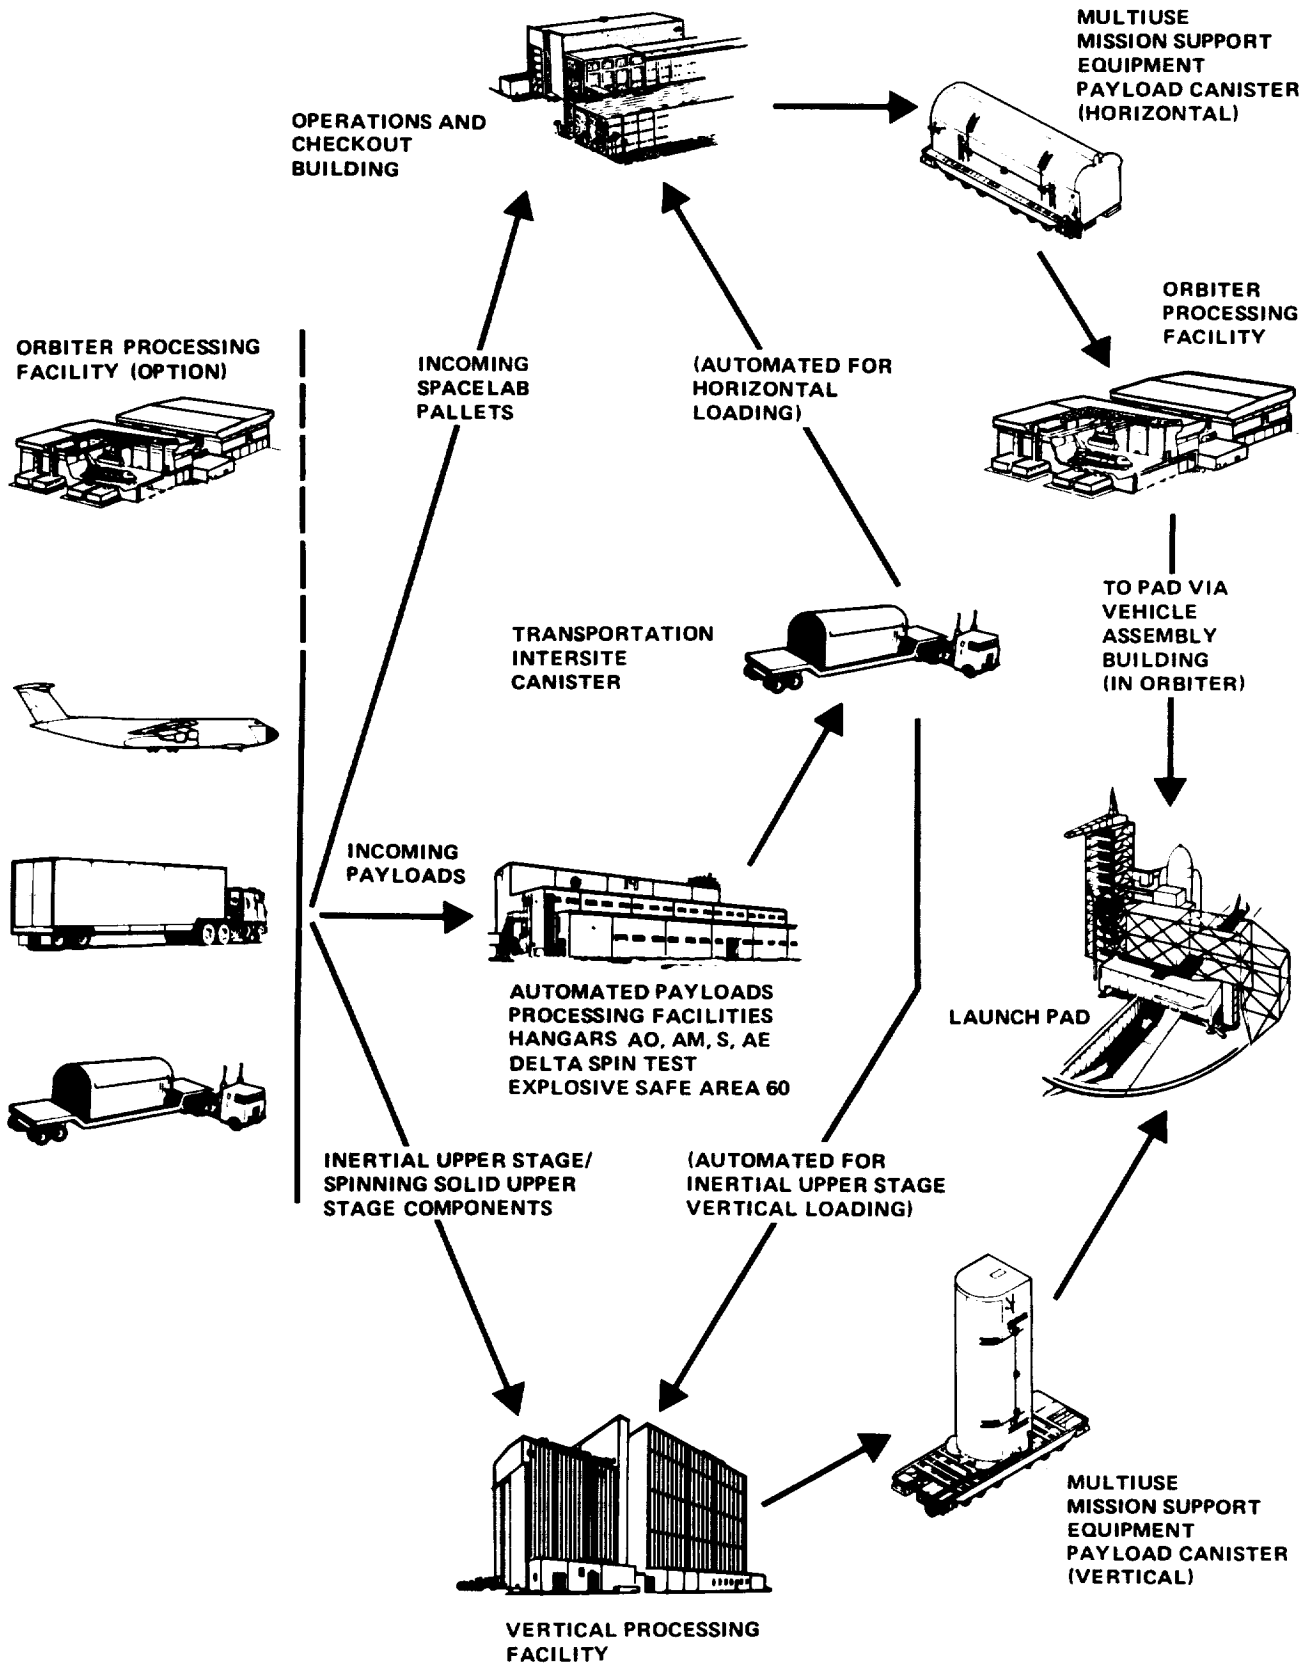 MULTIUSE
MISSION SUPPORT
EQUIPMENT
PAYLOAD CANISTER
(HORIZONTAL)
OPERATIONS AND
CHECKOUT
BUILDING
ORBITER
PROCESSING
FACILITY
ORBITER PROCESSING
FACILITY (OPTION)
INCOMING
SPACELAB
PALLETS
(AUTOMATED FOR
HORIZONTAL
LOADING)
TO PAD VIA
VEHICLE
ASSEMBLY
BUILDING
(IN ORBITER)
TRANSPORTATION
INTERSITE
CANISTER
INCOMING
PAYLOADS
AUTOMATED PAYLOADS
PROCESSING FACILITIES
HANGARS AO, AM, S, AE
DELTA SPIN TEST
EXPLOSIVE SAFE AREA 60
LAUNCH PAD
INERTIAL UPPER STAGE/
SPINNING SOLID UPPER
STAGE COMPONENTS
(AUTOMATED FOR
INERTIAL UPPER STAGE
VERTICAL LOADING)
MULTIUSE
MISSION SUPPORT
EQUIPMENT
PAYLOAD CANISTER
(VERTICAL)
VERTICAL PROCESSING
FACILITY